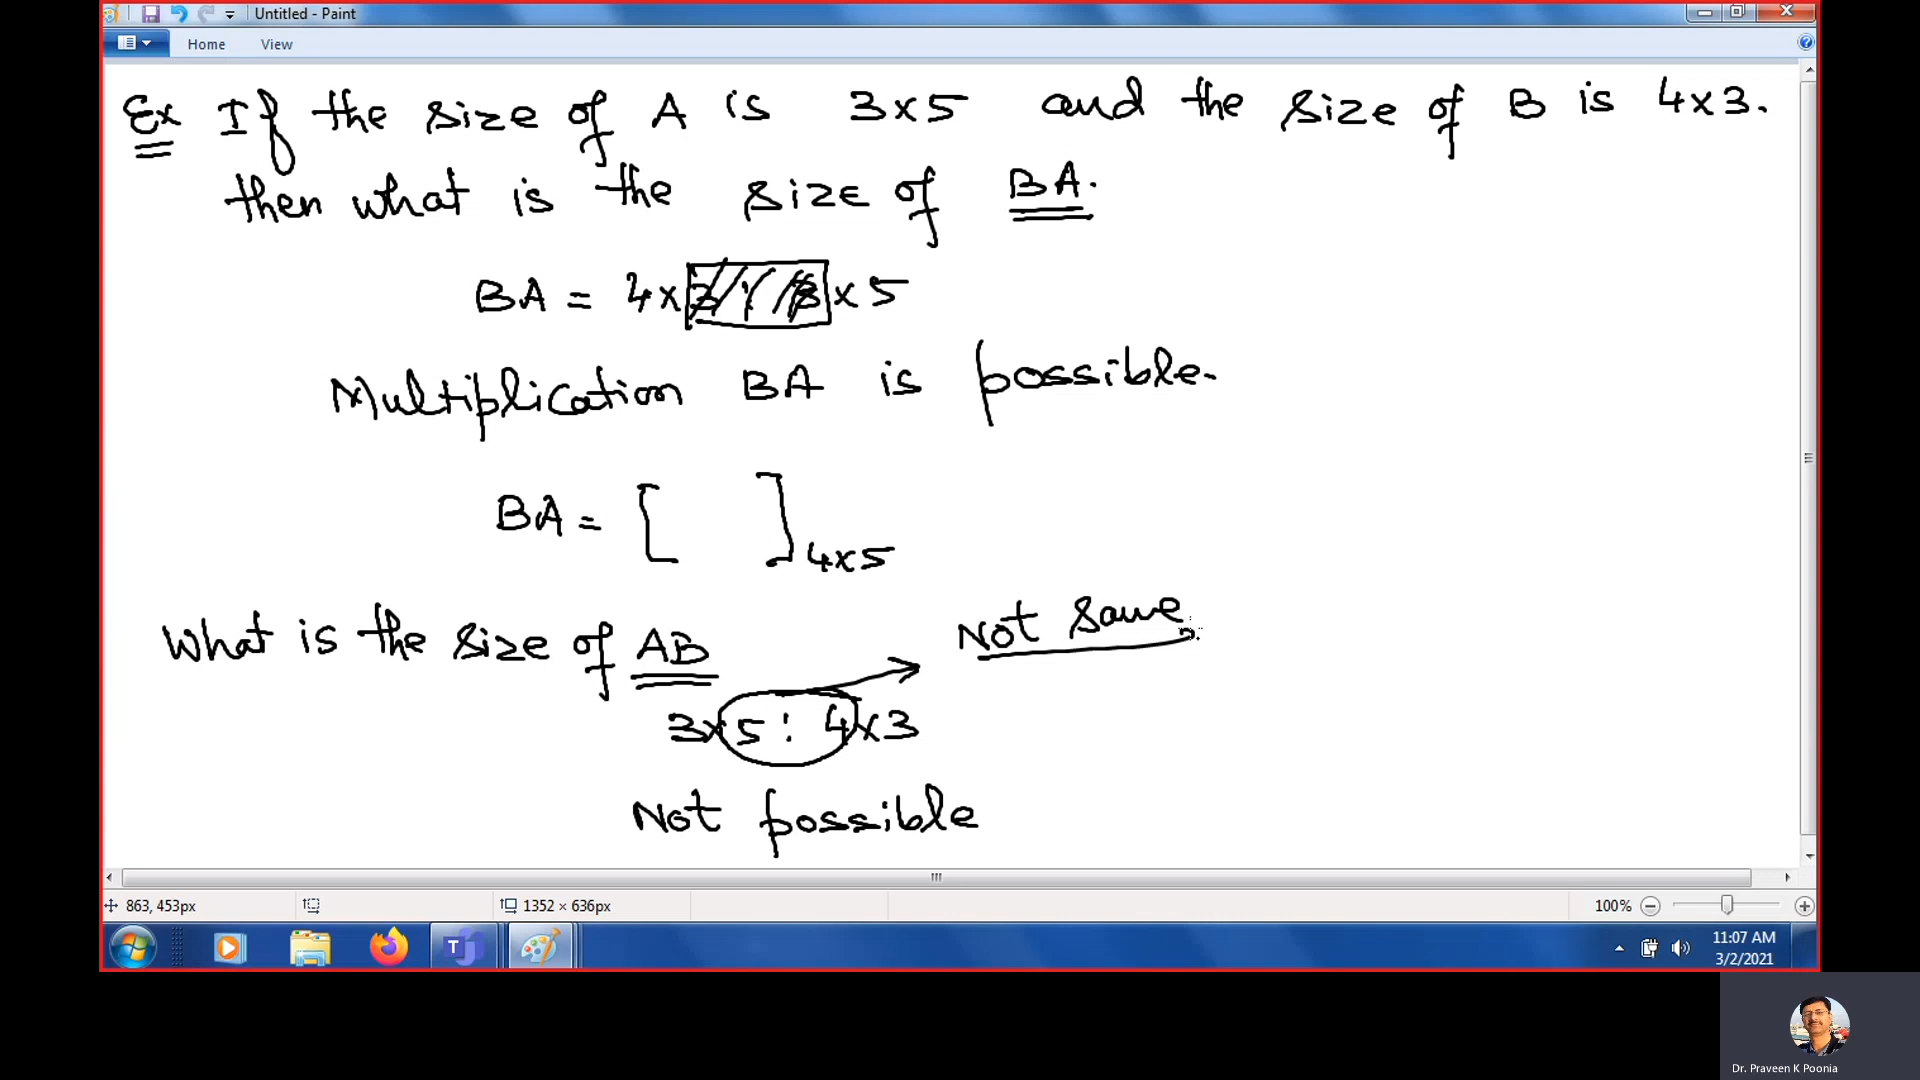 Untitled - Paint
Home View
Ex If the size of A is 3x5 and the size of B is 4x3.
then what is the size of BA.
BA = 4x3 3x5
Multiplication BA is possible.
BA = [ ]4x5
What is the size of AB
Not same
3x5 : 4x3
Not possible
863, 453px
1352 × 636px
100%
11:07 AM
3/2/2021
Dr. Praveen K Poonia